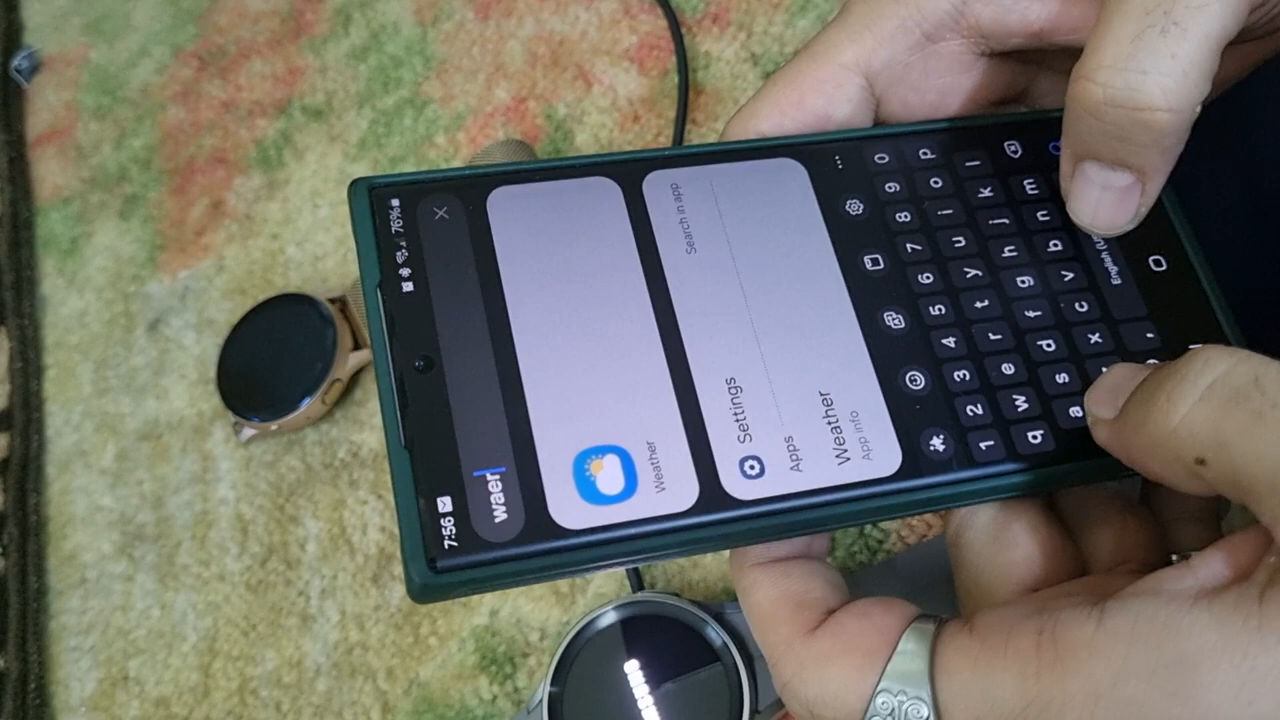 7:56
76%
waer
Weather
Settings
Search in app
Apps
Weather
App info
1 2 3 4 5 6 7 8 9 0
q w e r t y u i o p
a s d f g h j k l
x c v b n m
,
English (U
SAMSUNG